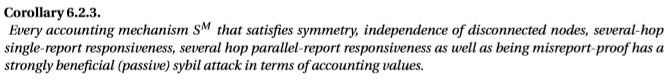 Corollary 6.2.3.
Every accounting mechanism Sᴹ that satisfies symmetry, independence of disconnected nodes, several-hop
single-report responsiveness, several hop parallel-report responsiveness as well as being misreport-proof has a
strongly beneficial (passive) sybil attack in terms of accounting values.